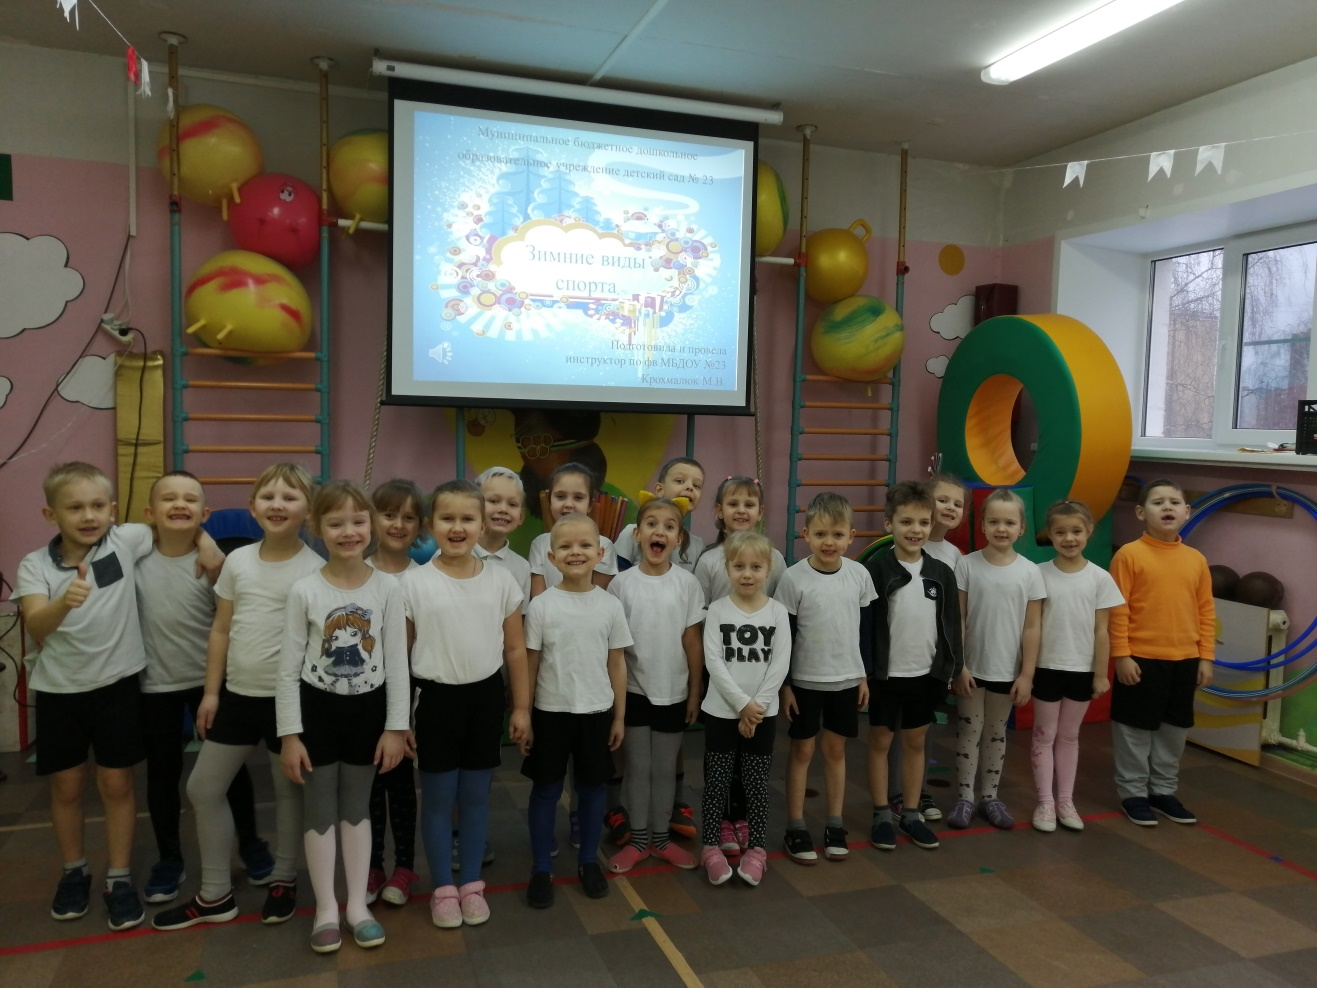 Муниципальное бюджетное дошкольное
образовательное учреждение детский сад № 23
Зимние виды
спорта
Подготовила и провела
инструктор по фв МБДОУ №23
Крохмалюк М.Н.
TOY
PLAY